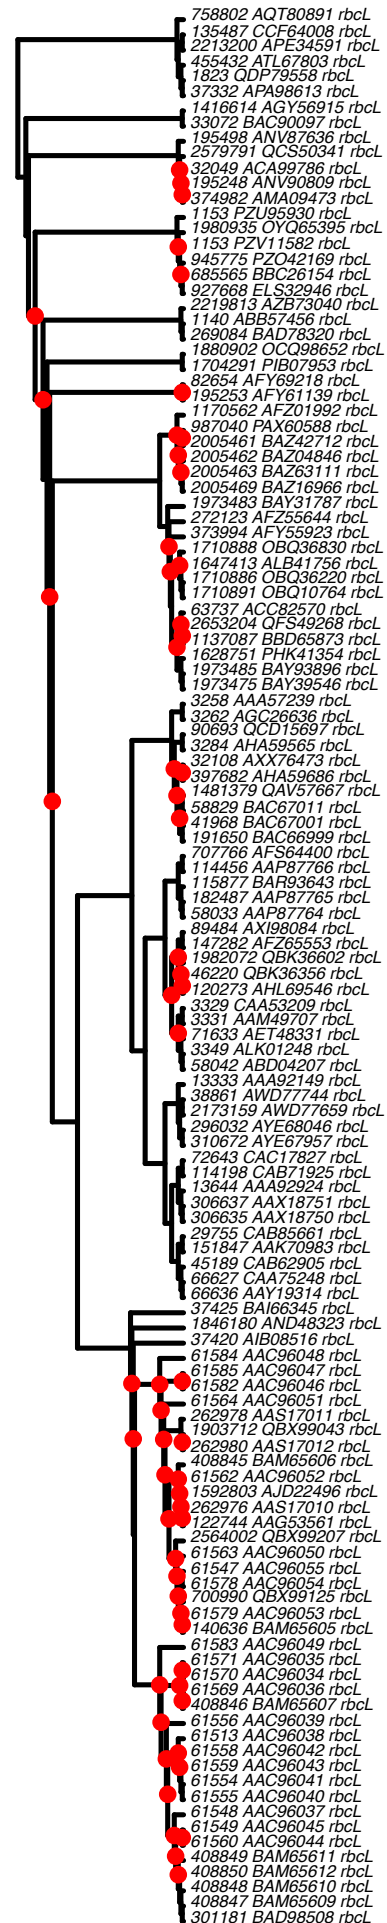 758802 AQT80891 rbcL
135487 CCF64008 rbcL
2213200 APE34591 rbcL
455432 ATL67803 rbcL
1823 QDP79558 rbcL
37332 APA98613 rbcL
1416614 AGY56915 rbcL
33072 BAC90097 rbcL
195498 ANV87636 rbcL
2579791 QCS50341 rbcL
32049 ACA99786 rbcL
195248 ANV90809 rbcL
374982 AMA09473 rbcL
1153 PZU95930 rbcL
1980935 OYQ65395 rbcL
1153 PZV11582 rbcL
945775 PZO42169 rbcL
685565 BBC26154 rbcL
927668 ELS32946 rbcL
2219813 AZB73040 rbcL
1140 ABB57456 rbcL
269084 BAD78320 rbcL
1880902 OCQ98652 rbcL
1704291 PIB07953 rbcL
82654 AFY69218 rbcL
195253 AFY61139 rbcL
1170562 AFZ01992 rbcL
987040 PAX60588 rbcL
2005461 BAZ42712 rbcL
2005462 BAZ04846 rbcL
2005463 BAZ63111 rbcL
2005469 BAZ16966 rbcL
1973483 BAY31787 rbcL
272123 AFZ55644 rbcL
373994 AFY55923 rbcL
1710888 OBQ36830 rbcL
1647413 ALB41756 rbcL
1710886 OBQ36220 rbcL
1710891 OBQ10764 rbcL
63737 ACC82570 rbcL
2653204 QFS49268 rbcL
1137087 BBD65873 rbcL
1628751 PHK41354 rbcL
1973485 BAY93896 rbcL
1973475 BAY39546 rbcL
3258 AAA57239 rbcL
3262 AGC26636 rbcL
90693 QCD15697 rbcL
3284 AHA59565 rbcL
32108 AXX76473 rbcL
397682 AHA59686 rbcL
1481379 QAV57667 rbcL
58829 BAC67011 rbcL
41968 BAC67001 rbcL
191650 BAC66999 rbcL
707766 AFS64400 rbcL
114456 AAP87766 rbcL
115877 BAR93643 rbcL
182487 AAP87765 rbcL
58033 AAP87764 rbcL
89484 AXI98084 rbcL
147282 AFZ65553 rbcL
1982072 QBK36602 rbcL
46220 QBK36356 rbcL
120273 AHL69546 rbcL
3329 CAA53209 rbcL
3331 AAM49707 rbcL
71633 AET48331 rbcL
3349 ALK01248 rbcL
58042 ABD04207 rbcL
13333 AAA92149 rbcL
38861 AWD77744 rbcL
2173159 AWD77659 rbcL
296032 AYE68046 rbcL
310672 AYE67957 rbcL
72643 CAC17827 rbcL
114198 CAB71925 rbcL
13644 AAA92924 rbcL
306637 AAX18751 rbcL
306635 AAX18750 rbcL
29755 CAB85661 rbcL
151847 AAK70983 rbcL
45189 CAB62905 rbcL
66627 CAA75248 rbcL
66636 AAY19314 rbcL
37425 BAI66345 rbcL
1846180 AND48323 rbcL
37420 AIB08516 rbcL
61584 AAC96048 rbcL
61585 AAC96047 rbcL
61582 AAC96046 rbcL
61564 AAC96051 rbcL
262978 AAS17011 rbcL
1903712 QBX99043 rbcL
262980 AAS17012 rbcL
408845 BAM65606 rbcL
61562 AAC96052 rbcL
1592803 AJD22496 rbcL
262976 AAS17010 rbcL
122744 AAG53561 rbcL
2564002 QBX99207 rbcL
61563 AAC96050 rbcL
61547 AAC96055 rbcL
61578 AAC96054 rbcL
700990 QBX99125 rbcL
61579 AAC96053 rbcL
140636 BAM65605 rbcL
61583 AAC96049 rbcL
61571 AAC96035 rbcL
61570 AAC96034 rbcL
61569 AAC96036 rbcL
408846 BAM65607 rbcL
61556 AAC96039 rbcL
61513 AAC96038 rbcL
61558 AAC96042 rbcL
61559 AAC96043 rbcL
61554 AAC96041 rbcL
61555 AAC96040 rbcL
61548 AAC96037 rbcL
61549 AAC96045 rbcL
61560 AAC96044 rbcL
408849 BAM65611 rbcL
408850 BAM65612 rbcL
408848 BAM65610 rbcL
408847 BAM65609 rbcL
301181 BAD98508 rbcL